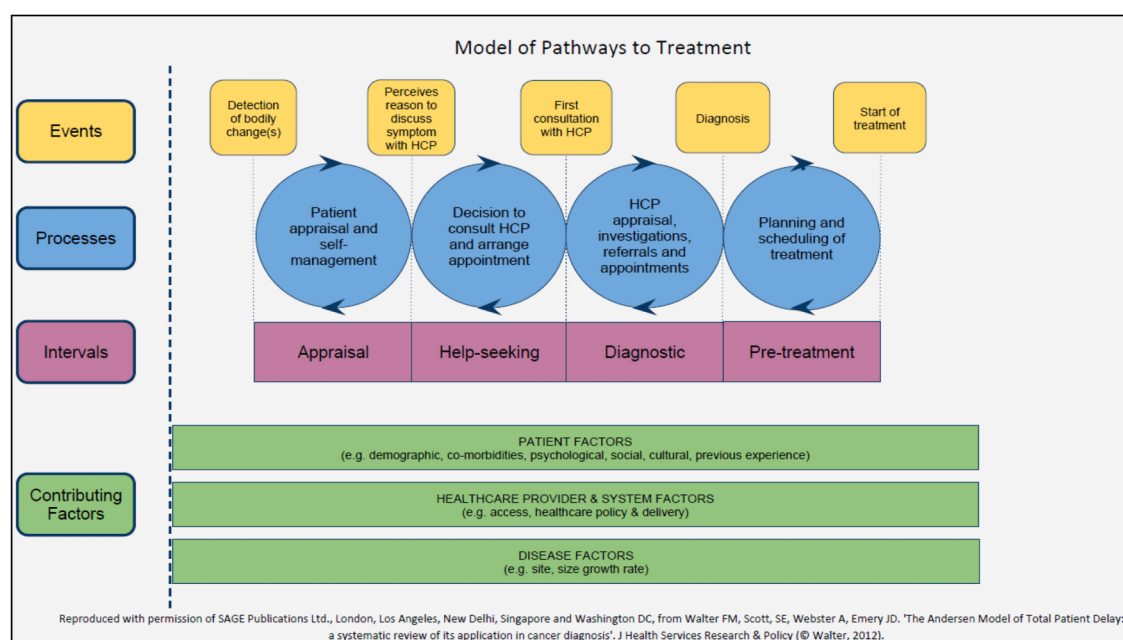 Model of Pathways to Treatment
Events
Detection
of bodily
change(s)
Perceives
reason to
discuss
symptom
with HCP
First
consultation
with HCP
Diagnosis
Start of
treatment
Processes
Patient
appraisal and
self-
management
Decision to
consult HCP
and arrange
appointment
HCP
appraisal,
investigations,
referrals and
appointments
Planning and
scheduling of
treatment
Intervals
Appraisal
Help-seeking
Diagnostic
Pre-treatment
Contributing
Factors
PATIENT FACTORS
(e.g. demographic, co-morbidities, psychological, social, cultural, previous experience)
HEALTHCARE PROVIDER & SYSTEM FACTORS
(e.g. access, healthcare policy & delivery)
DISEASE FACTORS
(e.g. site, size growth rate)
Reproduced with permission of SAGE Publications Ltd., London, Los Angeles, New Delhi, Singapore and Washington DC, from Walter FM, Scott, SE, Webster A, Emery JD. 'The Andersen Model of Total Patient Delay:
a systematic review of its application in cancer diagnosis'. J Health Services Research & Policy (© Walter, 2012).